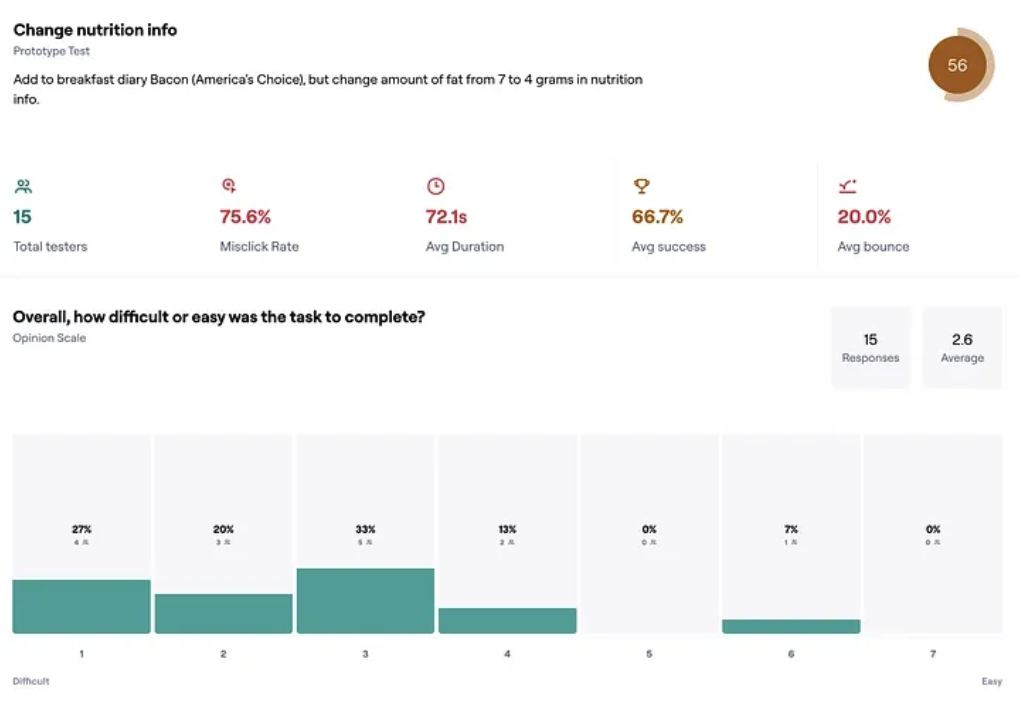 Change nutrition info
Prototype Test
Add to breakfast diary Bacon (America's Choice), but change amount of fat from 7 to 4 grams in nutrition
info.
56
15
Total testers
75.6%
Misclick Rate
72.1s
Avg Duration
66.7%
Avg success
20.0%
Avg bounce
Overall, how difficult or easy was the task to complete?
Opinion Scale
15
Responses
2.6
Average
27%
4
20%
3
33%
5
13%
2
0%
0
7%
1
0%
0
1
2
3
4
5
6
7
Difficult
Easy